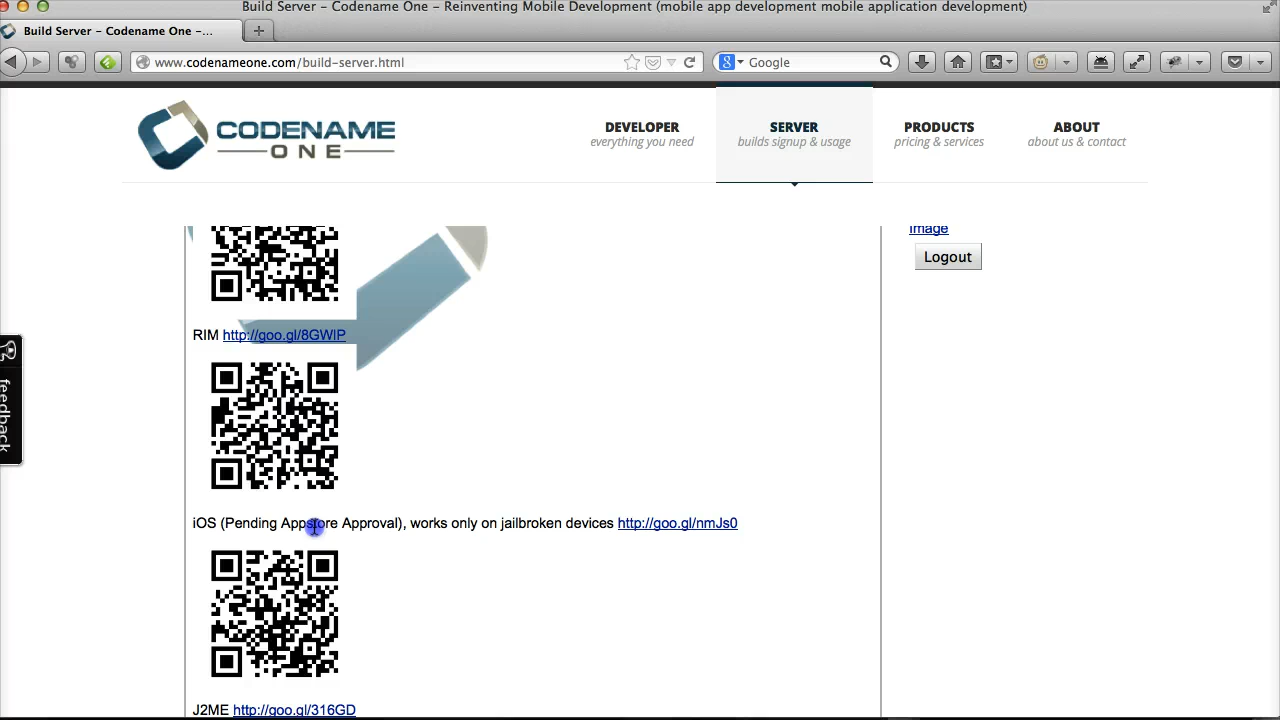 Build Server – Codename One - Reinventing Mobile Development (mobile app development mobile application development)
Build Server – Codename One -...
www.codenameone.com/build-server.html
Google
CODENAME
ONE
DEVELOPER
everything you need
SERVER
builds signup & usage
PRODUCTS
pricing & services
ABOUT
about us & contact
Image
Logout
RIM http://goo.gl/8GWlP
feedback
iOS (Pending Appstore Approval), works only on jailbroken devices http://goo.gl/nmJs0
J2ME http://goo.gl/316GD